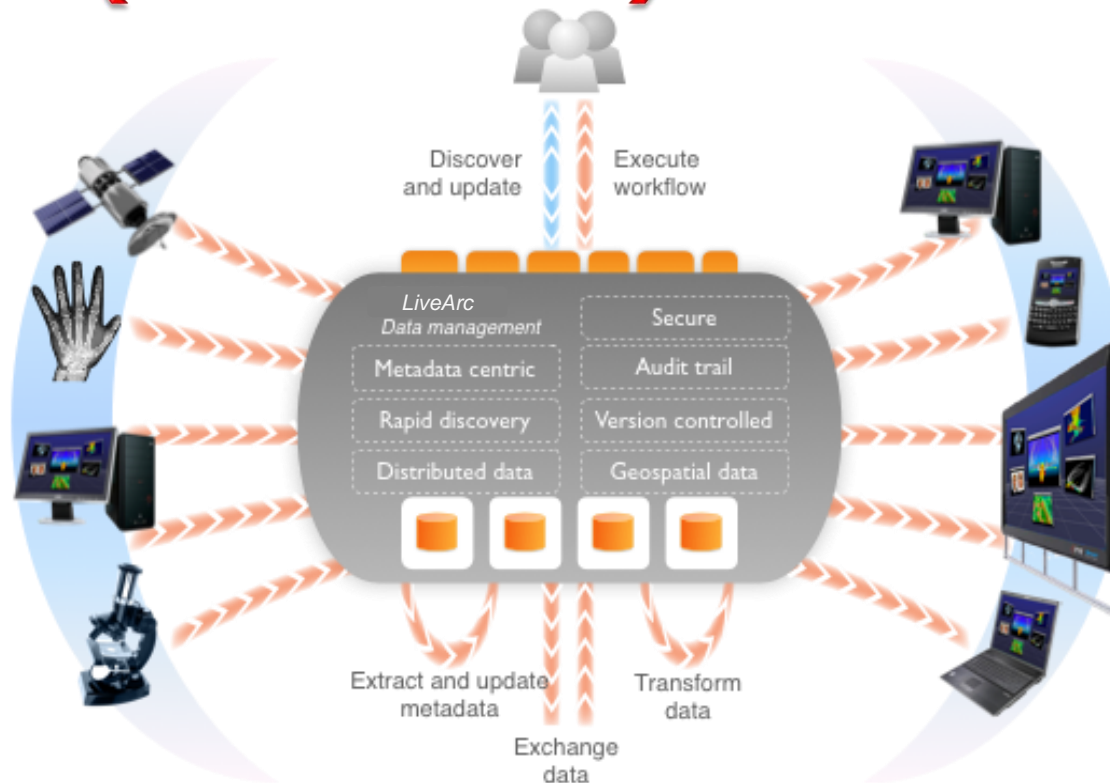 Discover
and update
Execute
workflow
LiveArc
Data management
Secure
Metadata centric
Audit trail
Rapid discovery
Version controlled
Distributed data
Geospatial data
Extract and update
metadata
Transform
data
Exchange
data